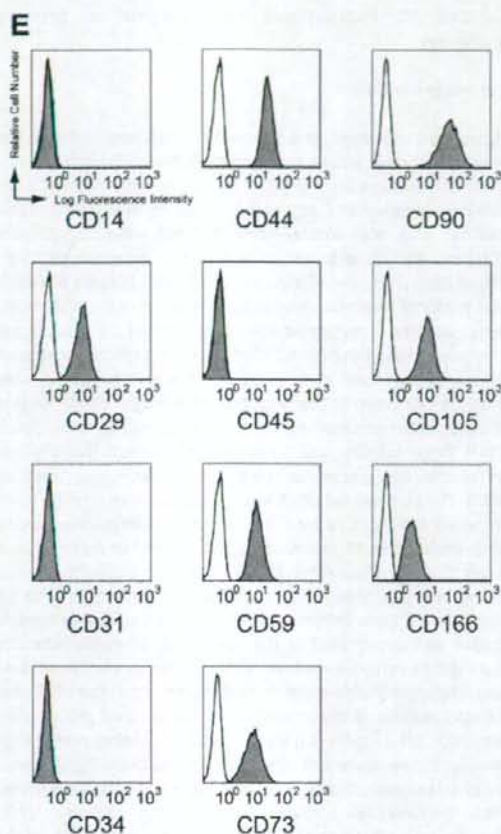 E
Relative Cell Number
Log Fluorescence Intensity
10⁰ 10¹ 10² 10³
10⁰ 10¹ 10² 10³
10⁰ 10¹ 10² 10³
CD14
CD44
CD90
10⁰ 10¹ 10² 10³
10⁰ 10¹ 10² 10³
10⁰ 10¹ 10² 10³
CD29
CD45
CD105
10⁰ 10¹ 10² 10³
10⁰ 10¹ 10² 10³
10⁰ 10¹ 10² 10³
CD31
CD59
CD166
10⁰ 10¹ 10² 10³
10⁰ 10¹ 10² 10³
CD34
CD73